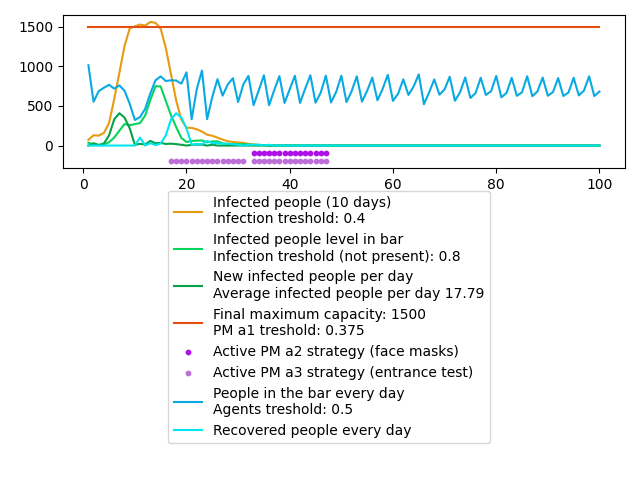 1500
1000
500
0
0
20
40
60
80
100
Infected people (10 days)
Infection treshold: 0.4
Infected people level in bar
Infection treshold (not present): 0.8
New infected people per day
Average infected people per day 17.79
Final maximum capacity: 1500
PM a1 treshold: 0.375
Active PM a2 strategy (face masks)
Active PM a3 strategy (entrance test)
People in the bar every day
Agents treshold: 0.5
Recovered people every day